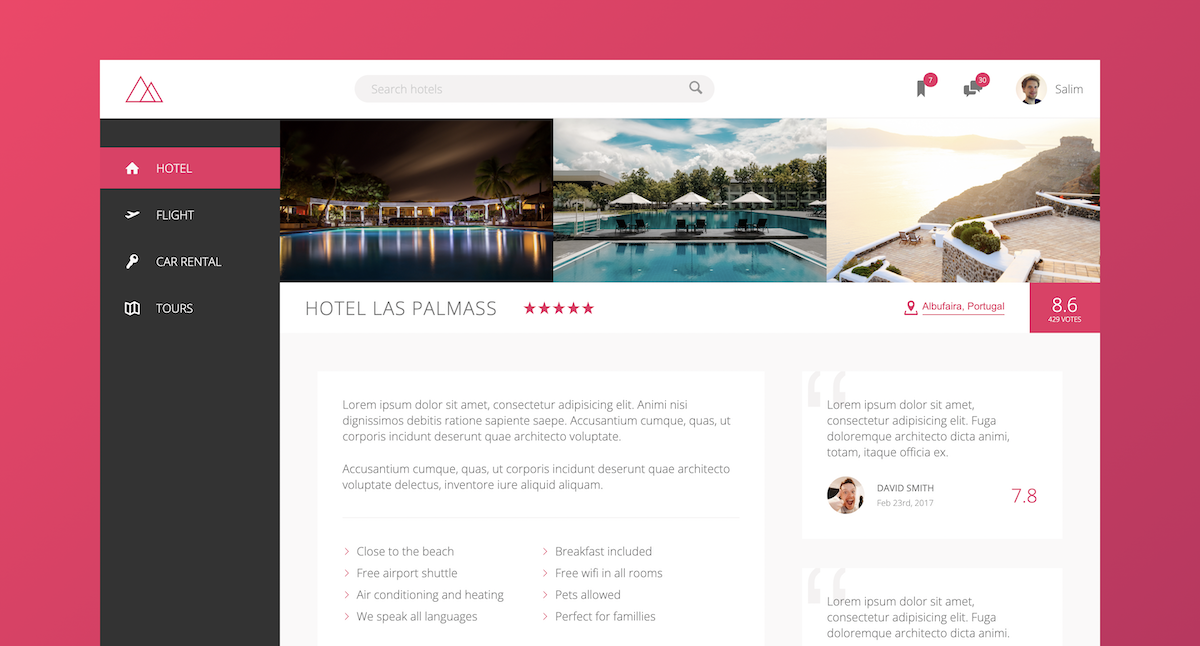 Search hotels
7
30
Salim
HOTEL
FLIGHT
CAR RENTAL
TOURS
HOTEL LAS PALMASS
Albufaira, Portugal
8.6
429 VOTES
Lorem ipsum dolor sit amet, consectetur adipisicing elit. Animi nisi
dignissimos debitis ratione sapiente saepe. Accusantium cumque, quas, ut
corporis incidunt deserunt quae architecto voluptate.
Accusantium cumque, quas, ut corporis incidunt deserunt quae architecto
voluptate delectus, inventore iure aliquid aliquam.
Close to the beach
Free airport shuttle
Air conditioning and heating
We speak all languages
Breakfast included
Free wifi in all rooms
Pets allowed
Perfect for famillies
Lorem ipsum dolor sit amet,
consectetur adipisicing elit. Fuga
doloremque architecto dicta animi,
totam, itaque officia ex.
DAVID SMITH
Feb 23rd, 2017
7.8
Lorem ipsum dolor sit amet,
consectetur adipisicing elit. Fuga
doloremque architecto dicta animi.